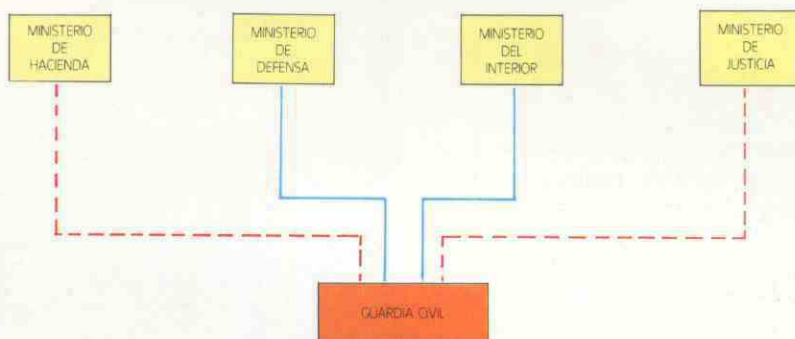 MINISTERIO
DE
HACIENDA
MINISTERIO
DE
DEFENSA
MINISTERIO
DEL
INTERIOR
MINISTERIO
DE
JUSTICIA
GUARDIA CIVIL